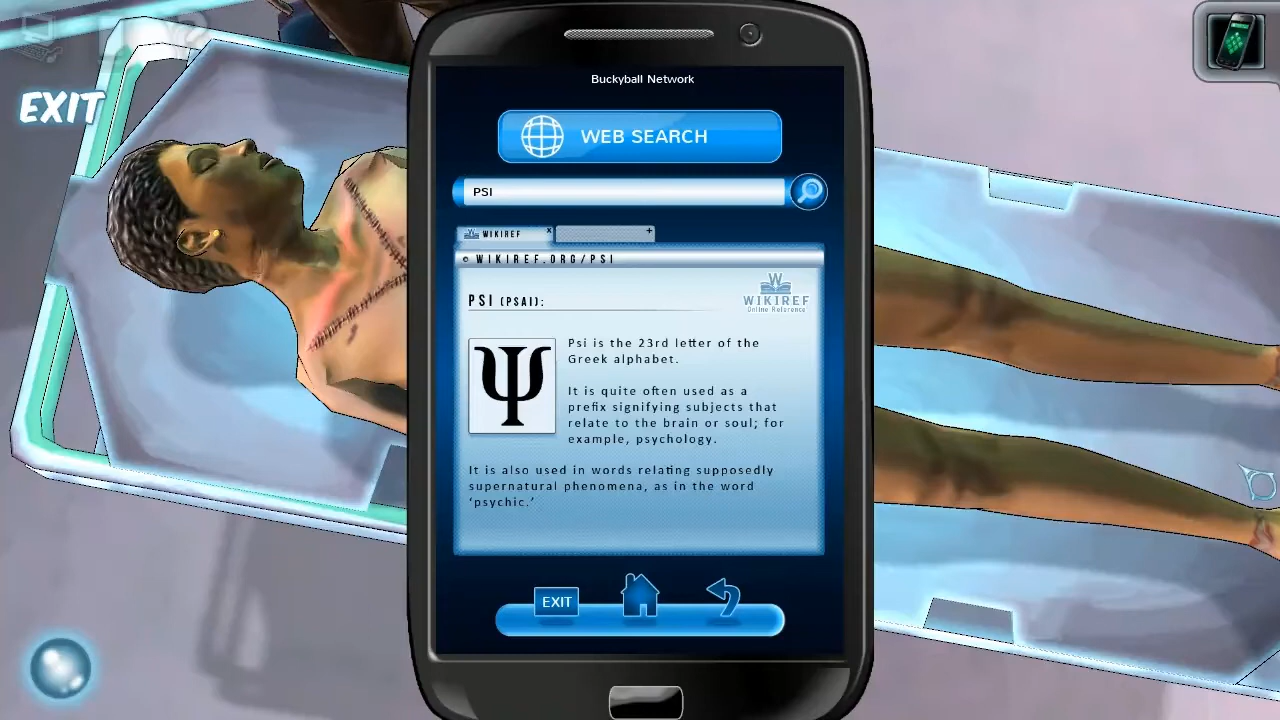 Buckyball Network
EXIT
WEB SEARCH
PSI
WIKIREF x +
© WIKIREF.ORG/PSI
W
WIKIREF
Online Reference
PSI (PSAI):
Ψ
Psi is the 23rd letter of the
Greek alphabet.
It is quite often used as a
prefix signifying subjects that
relate to the brain or soul; for
example, psychology.
It is also used in words relating supposedly
supernatural phenomena, as in the word
‘psychic.’
EXIT